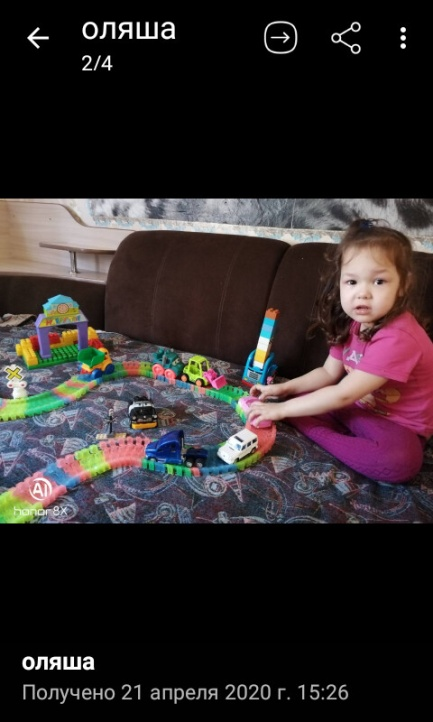 оляша
2/4
AI
honor 8X
оляша
Получено 21 апреля 2020 г. 15:26